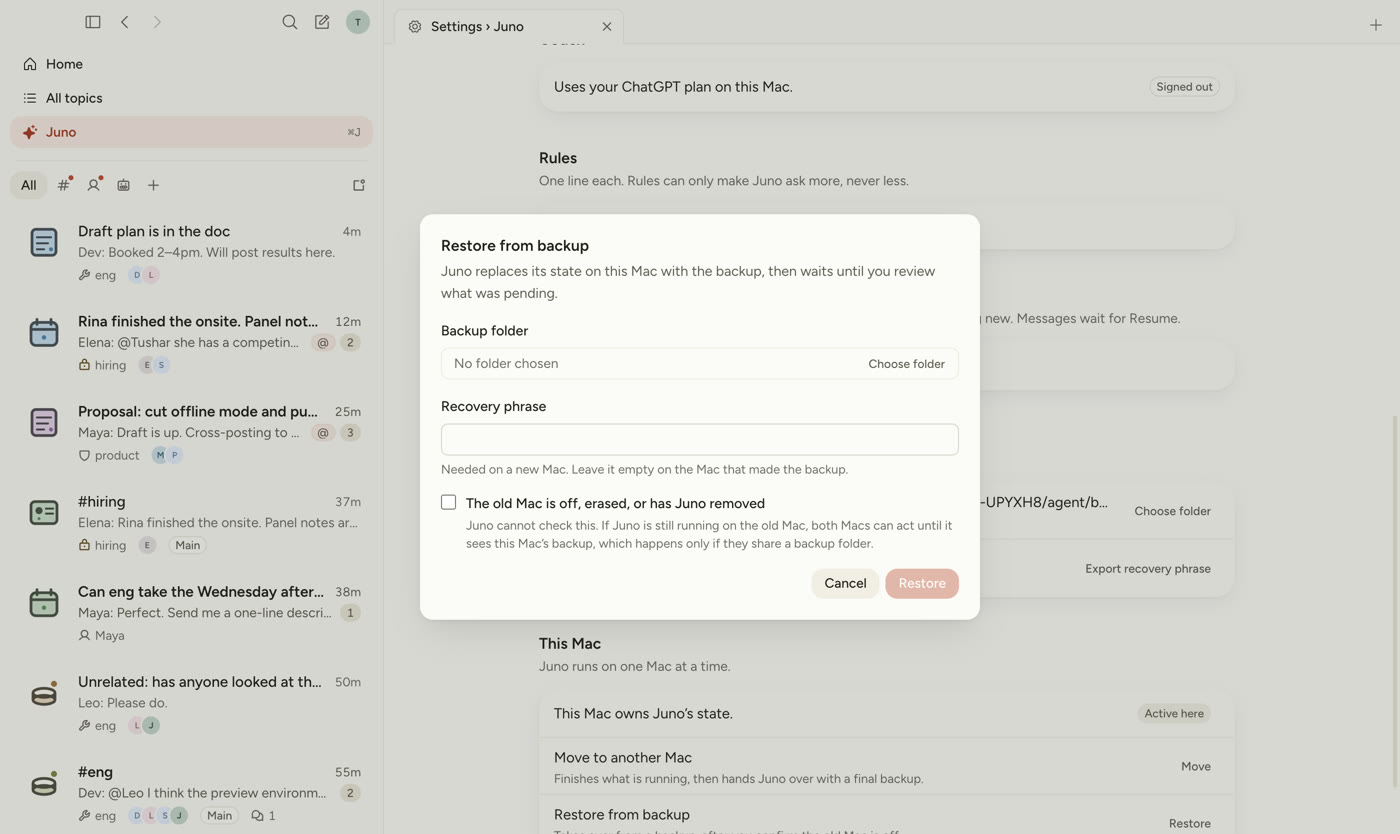 T
Settings › Juno
Home
All topics
Juno
⌘J
All
Draft plan is in the doc
4m
Dev: Booked 2–4pm. Will post results here.
eng
D
L
Rina finished the onsite. Panel not...
12m
Elena: @Tushar she has a competin...
@
2
hiring
E
S
Proposal: cut offline mode and pu...
25m
Maya: Draft is up. Cross-posting to ...
@
3
product
M
P
#hiring
37m
Elena: Rina finished the onsite. Panel notes ar...
hiring
E
Main
Can eng take the Wednesday after...
38m
Maya: Perfect. Send me a one-line descri...
1
Maya
Unrelated: has anyone looked at th...
50m
Leo: Please do.
eng
L
J
#eng
55m
Dev: @Leo I think the preview environm...
2
eng
D
L
S
J
Main
1
Uses your ChatGPT plan on this Mac.
Signed out
Rules
One line each. Rules can only make Juno ask more, never less.
new. Messages wait for Resume.
-UPYXH8/agent/b...
Choose folder
Export recovery phrase
Restore from backup
Juno replaces its state on this Mac with the backup, then waits until you review
what was pending.
Backup folder
No folder chosen
Choose folder
Recovery phrase
Needed on a new Mac. Leave it empty on the Mac that made the backup.
The old Mac is off, erased, or has Juno removed
Juno cannot check this. If Juno is still running on the old Mac, both Macs can act until it
sees this Mac’s backup, which happens only if they share a backup folder.
Cancel
Restore
This Mac
Juno runs on one Mac at a time.
This Mac owns Juno’s state.
Active here
Move to another Mac
Finishes what is running, then hands Juno over with a final backup.
Move
Restore from backup
Restore